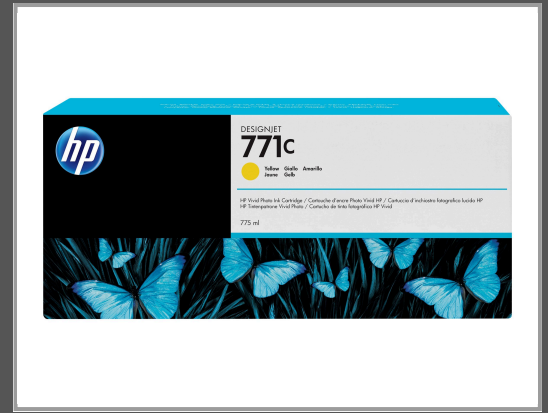 hp
DESIGNJET
771C
Yellow Giallo Amarillo
Jaune Gelb
HP Vivid Photo Ink Cartridge / Cartouche d'encre Photo Vivid HP / Cartuccia d'inchiostro fotografico lucido HP
HP Tintenpatrone Vivid Photo / Cartucho de tinta fotográfica HP Vivid
775 ml